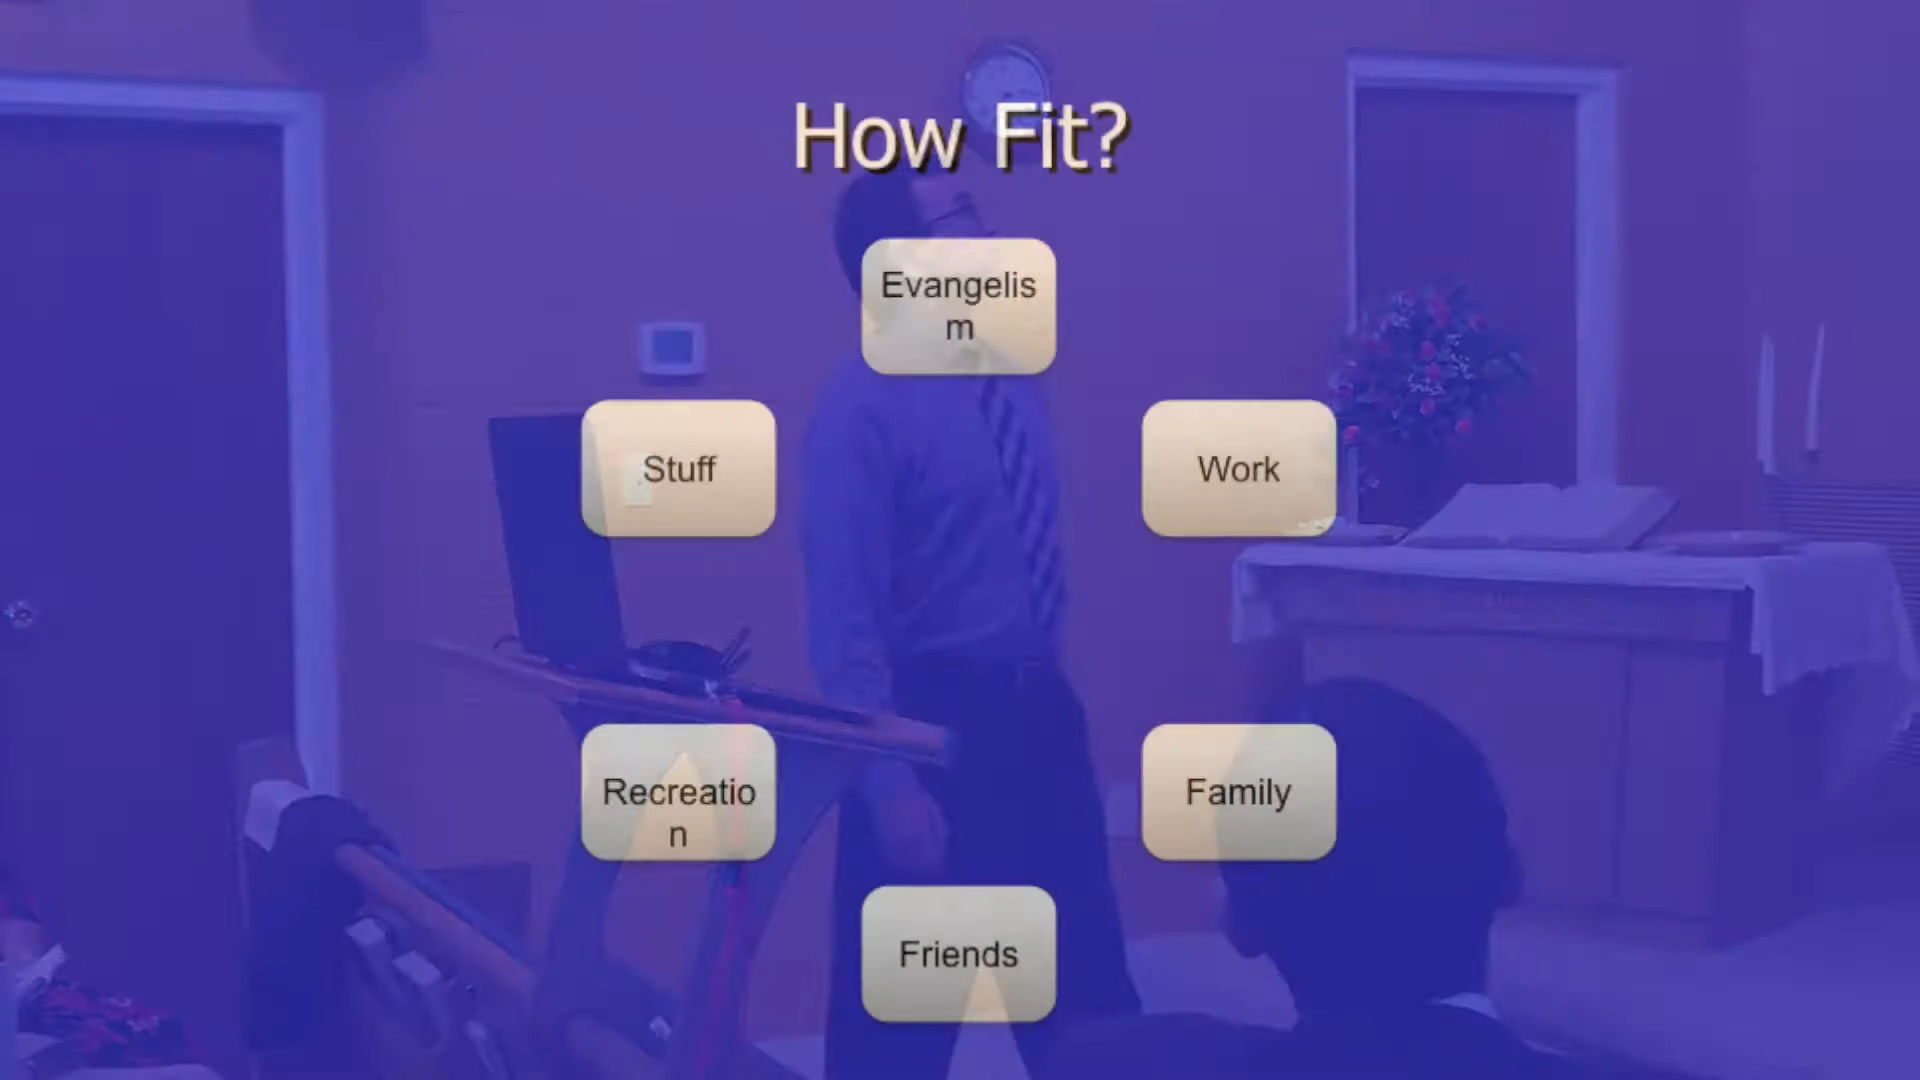 How Fit?
Evangelis
m
Stuff
Work
Recreatio
n
Family
Friends